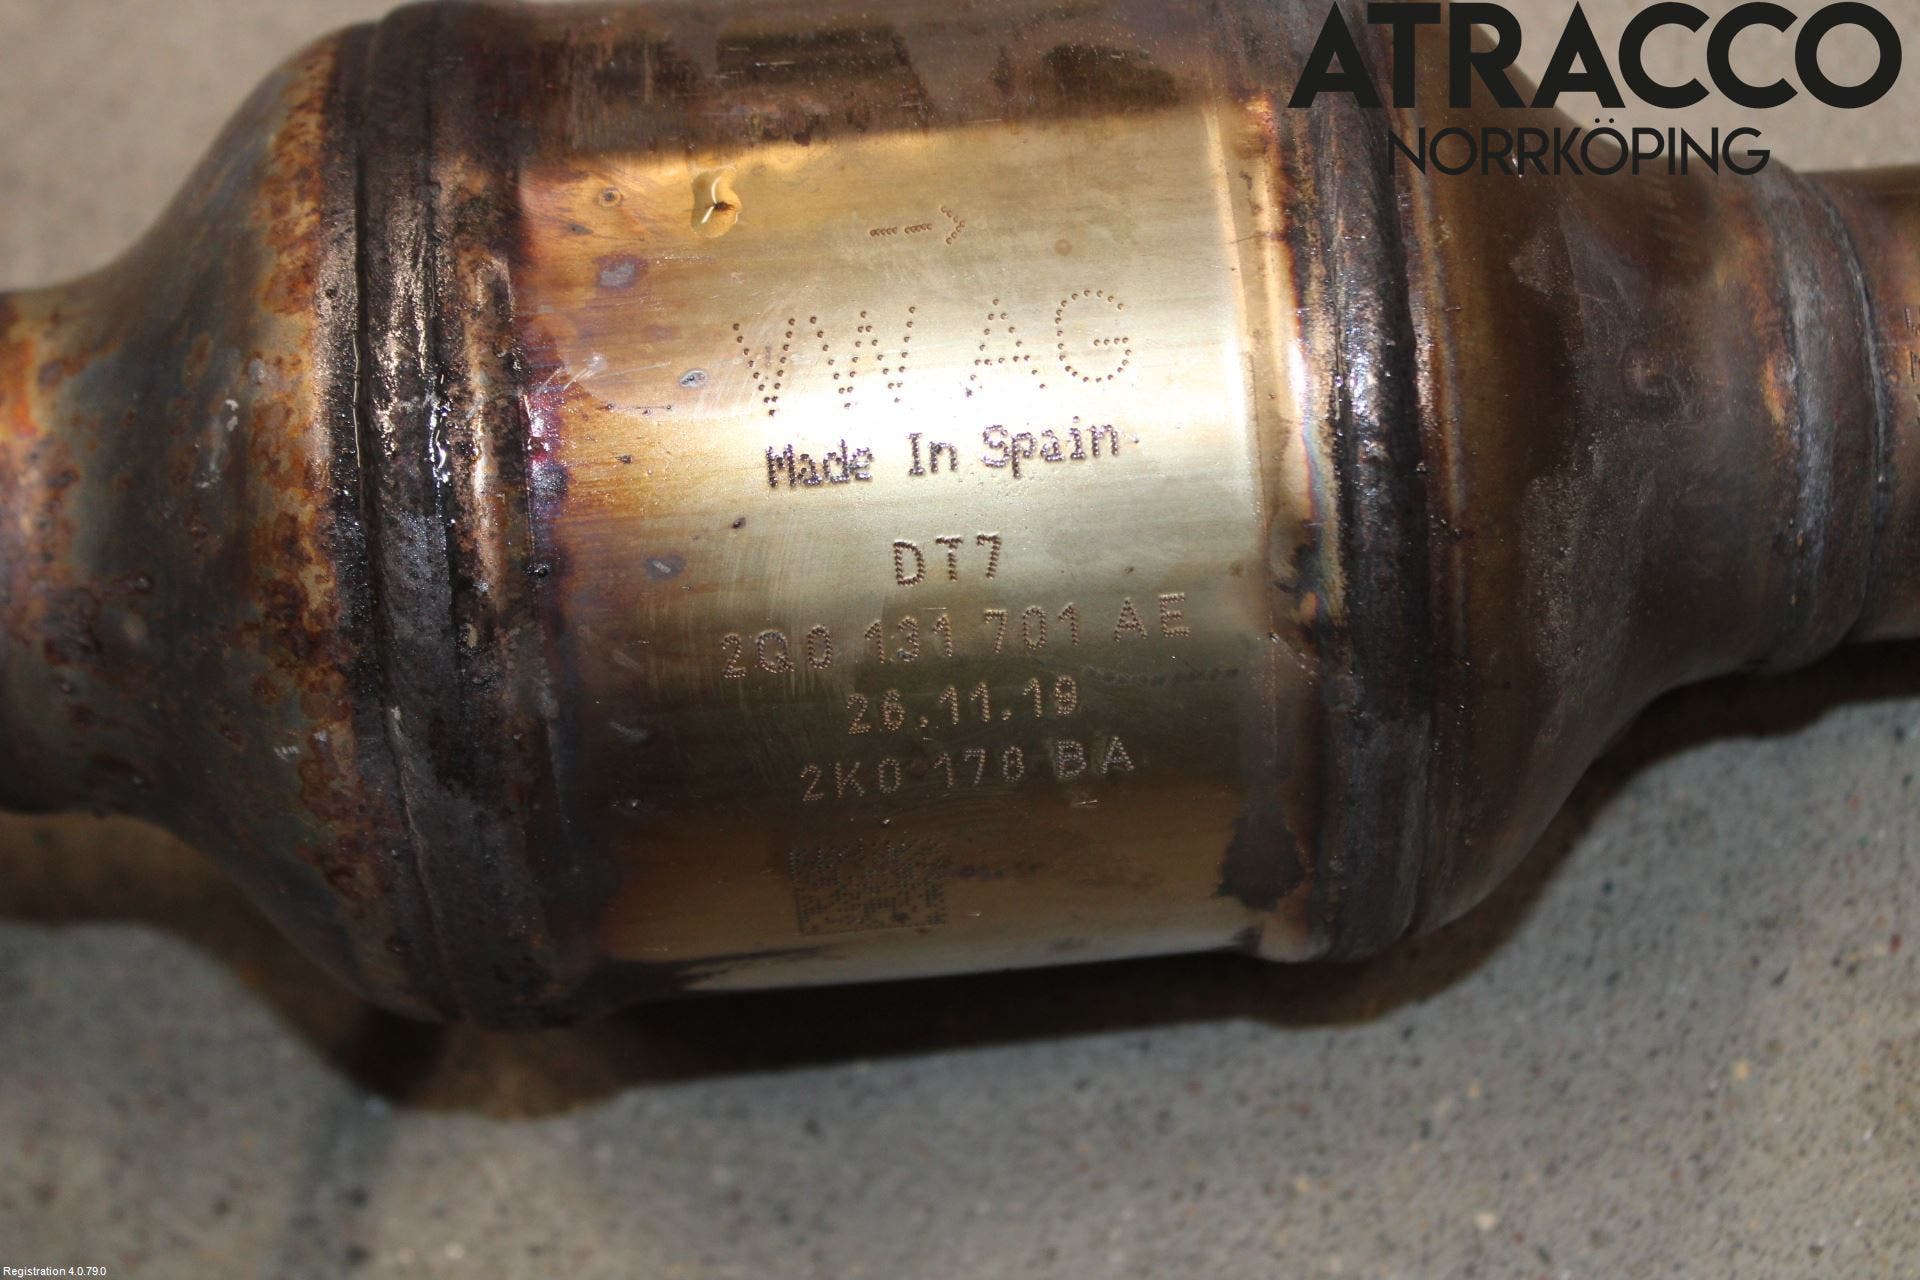 ATRACCO
NORRKÖPING
-->
VW AG
Made In Spain
DT7
2Q0 131 701 AE
26.11.19
2K0 178 BA
Registration 4.0.79.0